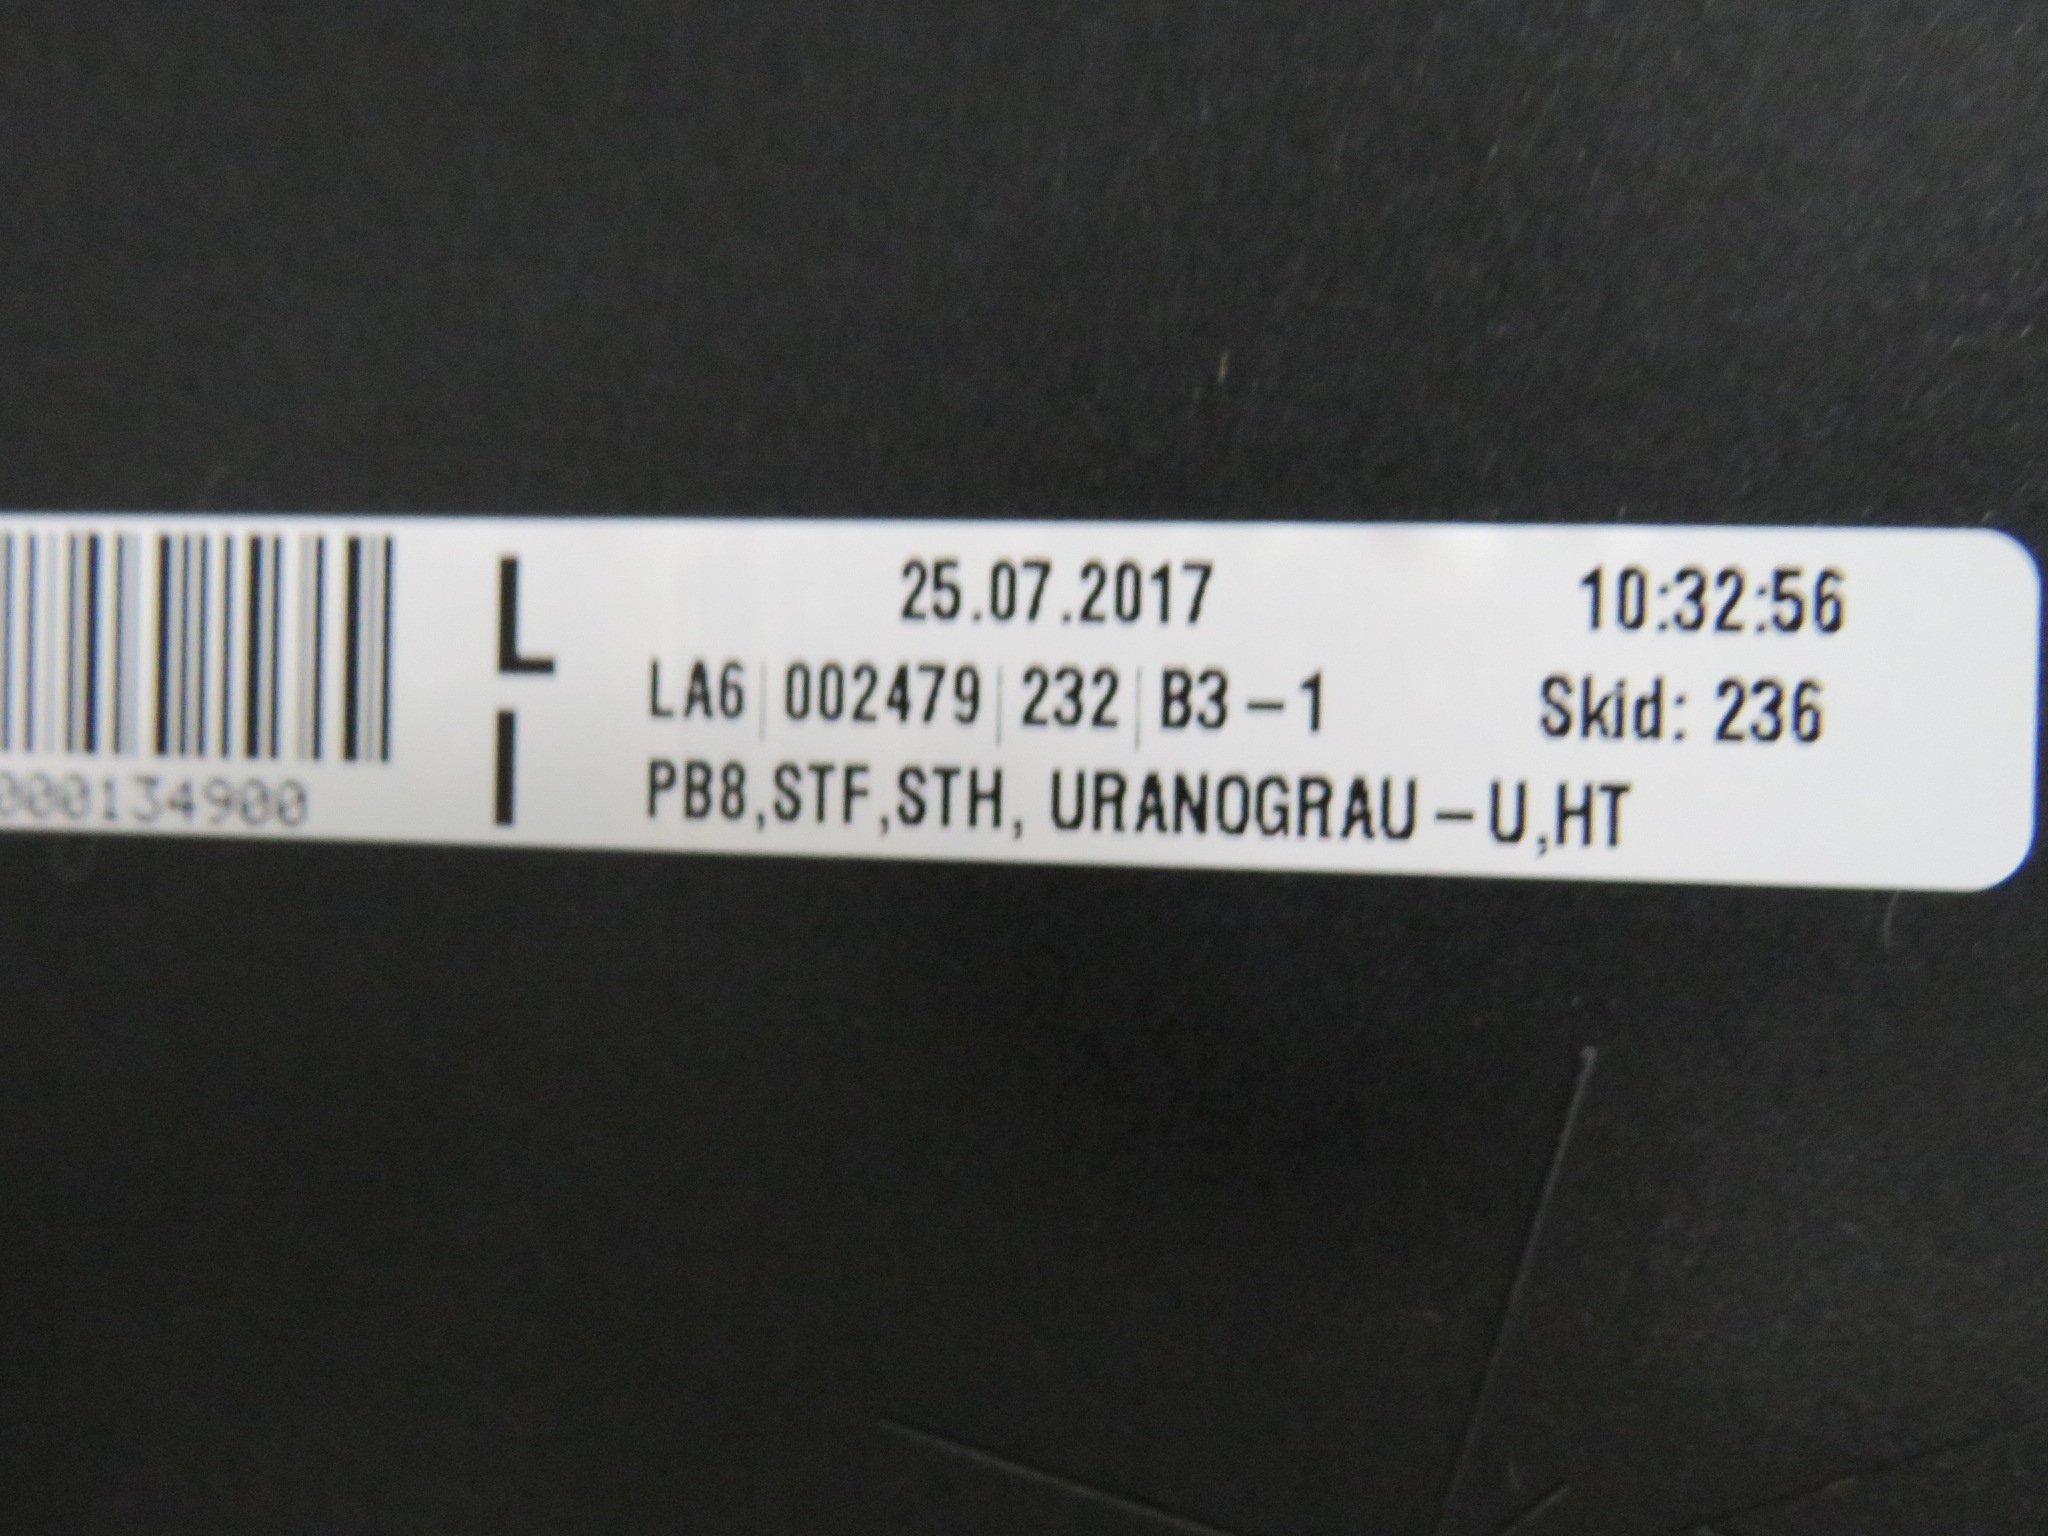 L 25.07.2017 10:32:56
LA6 002479 232 B3-1 Skid: 236
I PB8,STF,STH, URANOGRAU-U,HT
000134900